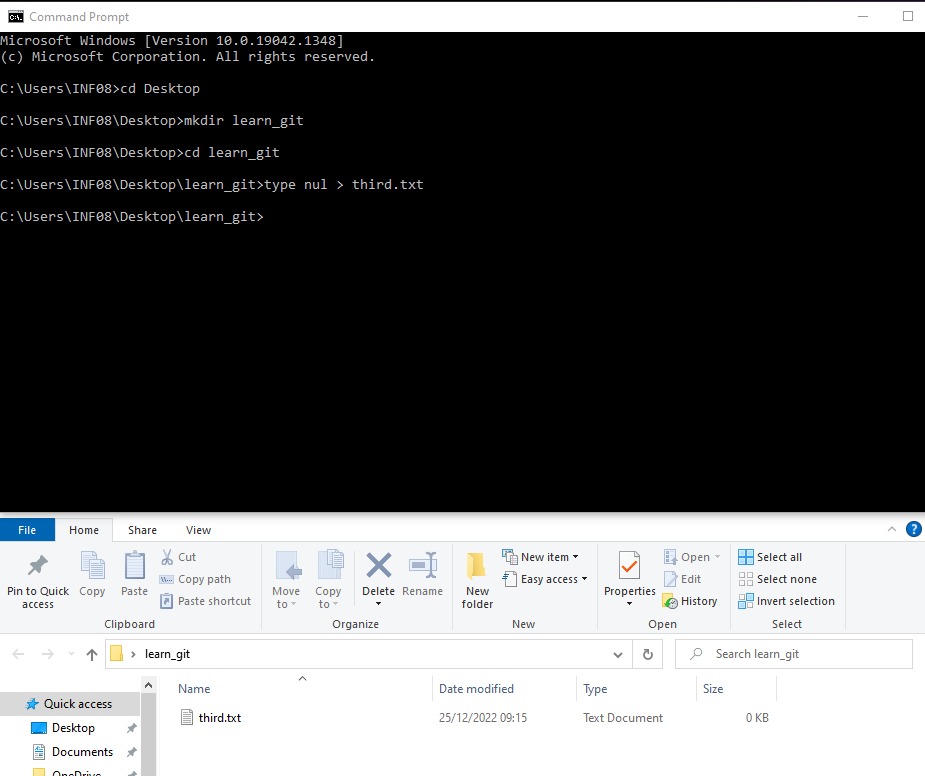 Command Prompt
Microsoft Windows [Version 10.0.19042.1348]
(c) Microsoft Corporation. All rights reserved.
C:\Users\INF08>cd Desktop
C:\Users\INF08\Desktop>mkdir learn_git
C:\Users\INF08\Desktop>cd learn_git
C:\Users\INF08\Desktop\learn_git>type nul > third.txt
C:\Users\INF08\Desktop\learn_git>
File Home Share View
Pin to Quick access
Copy
Paste
Cut
Copy path
Paste shortcut
Clipboard
Move to
Copy to
Delete
Rename
Organize
New folder
New item
Easy access
New
Properties
Open
Edit
History
Open
Select all
Select none
Invert selection
Select
learn_git
Search learn_git
Quick access
Desktop
Documents
OneDrive
Name Date modified Type Size
third.txt 25/12/2022 09:15 Text Document 0 KB